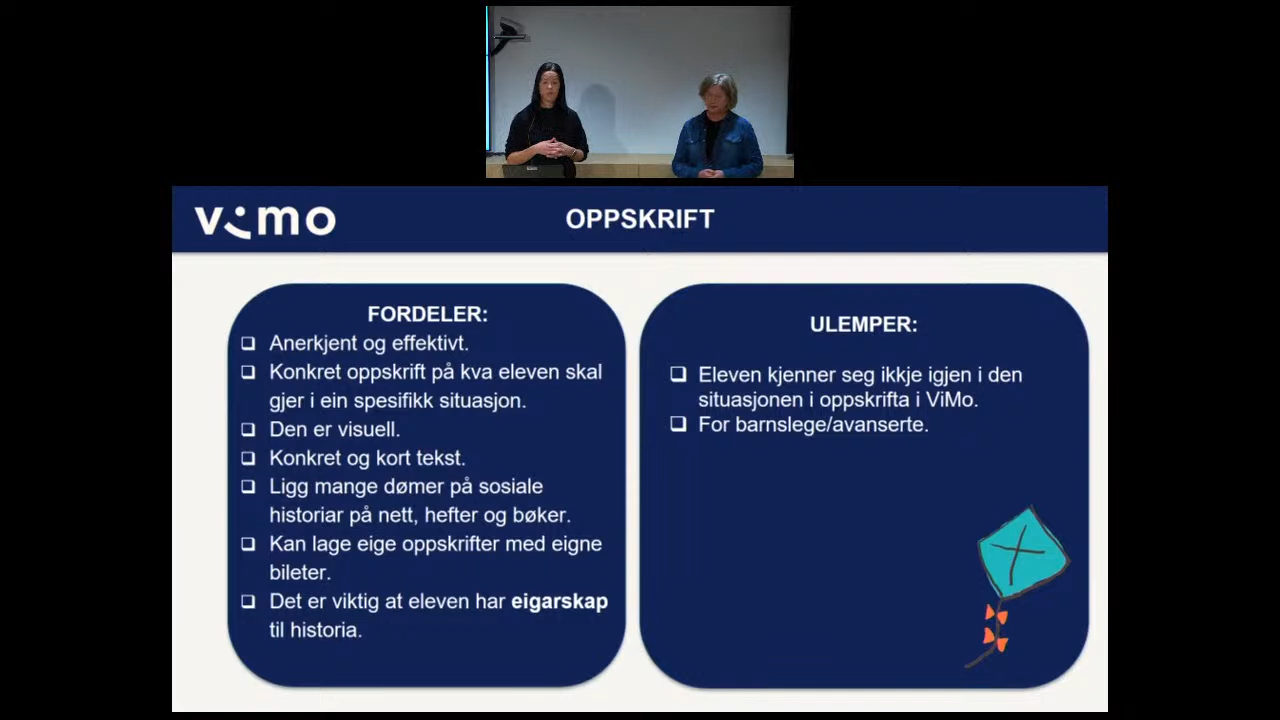 vimo
OPPSKRIFT
FORDELER:
Anerkjent og effektivt.
Konkret oppskrift på kva eleven skal
gjer i ein spesifikk situasjon.
Den er visuell.
Konkret og kort tekst.
Ligg mange dømer på sosiale
historiar på nett, hefter og bøker.
Kan lage eige oppskrifter med eigne
bileter.
Det er viktig at eleven har eigarskap
til historia.
ULEMPER:
Eleven kjenner seg ikkje igjen i den
situasjonen i oppskrifta i ViMo.
For barnslege/avanserte.